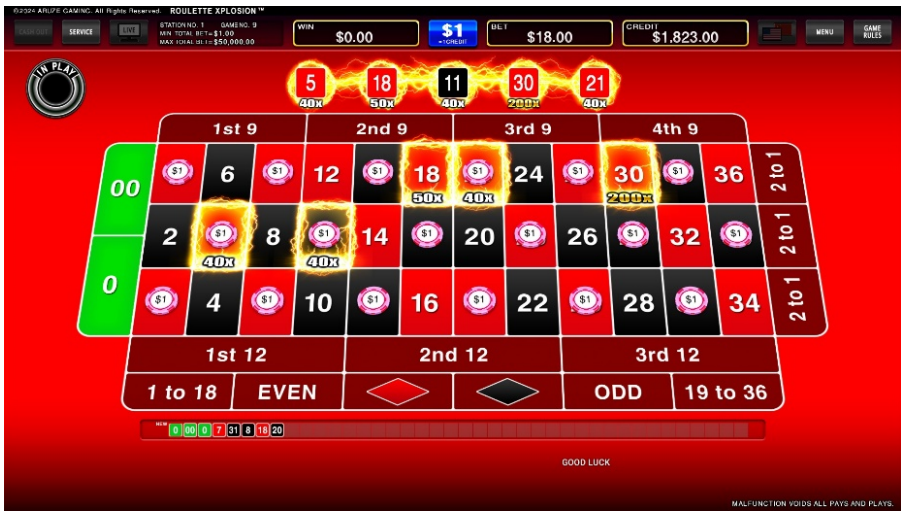 ©2024 ARUZE GAMING. All Rights Reserved. ROULETTE XPLOSION™
CASH OUT SERVICE LIVE STATION NO. 1 GAME NO. 9
MIN TOTAL BET=$1.00
MAX TOTAL BET=$50,000.00
WIN $0.00 $1 =1CREDIT BET $18.00 CREDIT $1,823.00 MENU GAME RULES
IN PLAY
5 18 11 30 21
40x 50x 40x 200x 40x
1st 9 2nd 9 3rd 9 4th 9
00 $1 6 $1 12 $1 18 $1 24 $1 30 $1 36 2 to 1
50x 40x 200x
2 $1 8 $1 14 $1 20 $1 26 $1 32 $1 2 to 1
40x 40x
0 $1 4 $1 10 $1 16 $1 22 $1 28 $1 34 2 to 1
1st 12 2nd 12 3rd 12
1 to 18 EVEN ODD 19 to 36
NEW 0 00 0 7 31 8 18 20
GOOD LUCK
MALFUNCTION VOIDS ALL PAYS AND PLAYS.